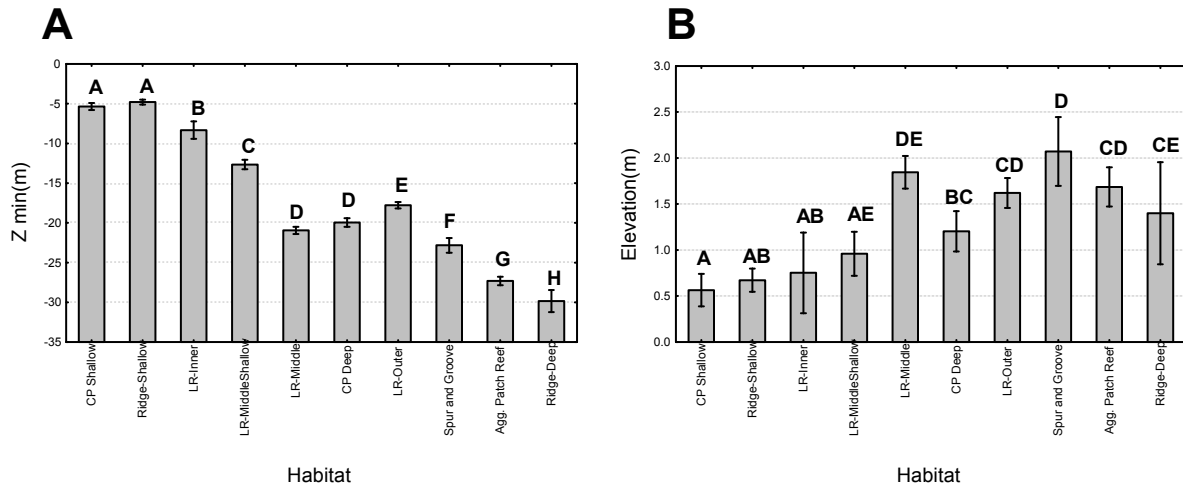 A
0
-5
-10
-15
-20
-25
-30
-35
Z min(m)
A
A
B
C
D
D
E
F
G
H
CP Shallow
Ridge-Shallow
LR-Inner
LR-MiddleShallow
LR-Middle
CP Deep
LR-Outer
Spur and Groove
Agg. Patch Reef
Ridge-Deep
Habitat
B
3.0
2.5
2.0
1.5
1.0
0.5
0.0
Elevation(m)
A
AB
AB
AE
DE
BC
CD
D
CD
CE
CP Shallow
Ridge-Shallow
LR-Inner
LR-MiddleShallow
LR-Middle
CP Deep
LR-Outer
Spur and Groove
Agg. Patch Reef
Ridge-Deep
Habitat